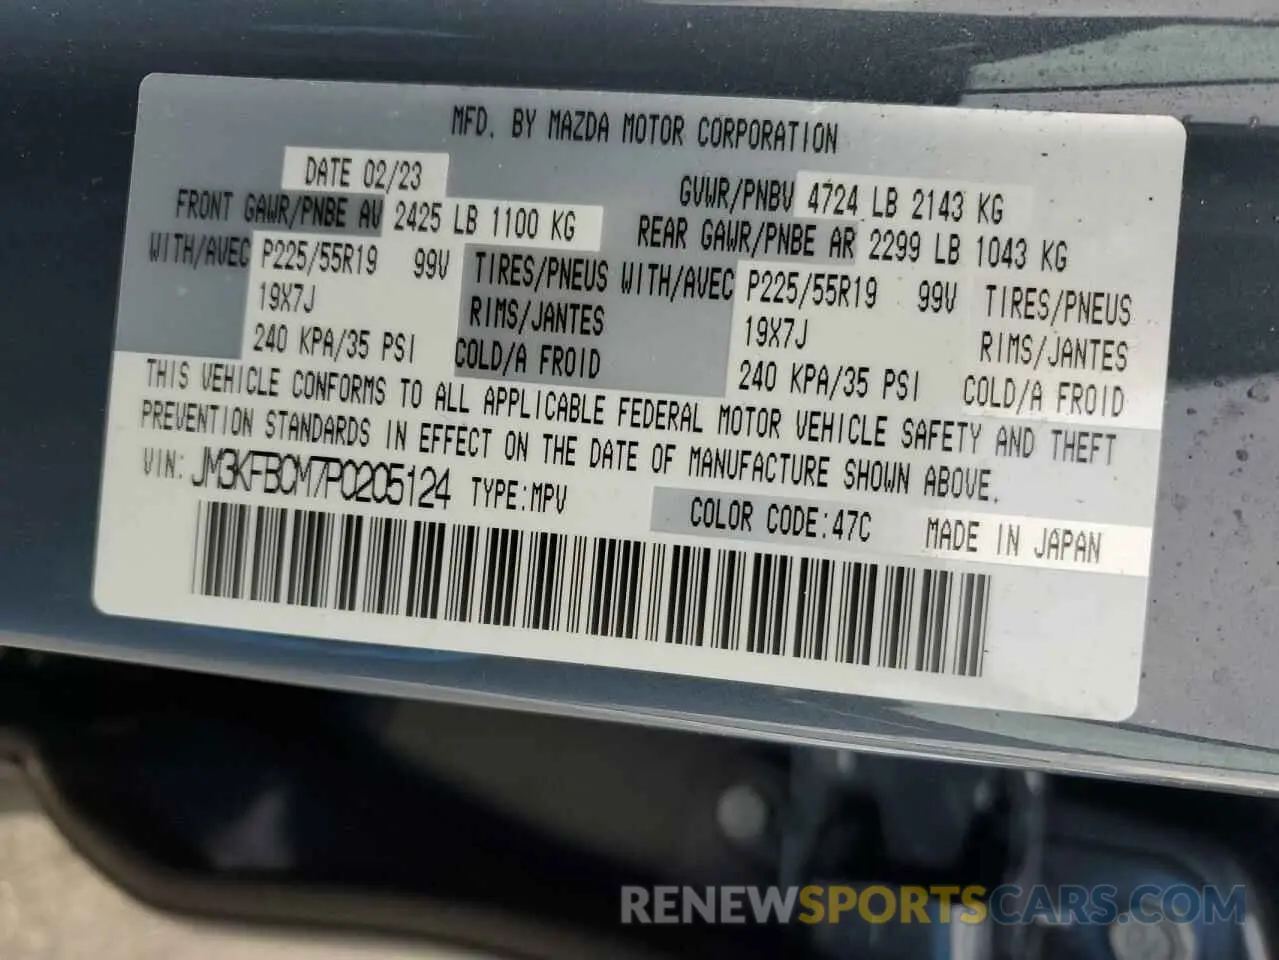 MFD. BY MAZDA MOTOR CORPORATION
DATE 02/23
GVWR/PNBV 4724 LB 2143 KG
FRONT GAWR/PNBE AV 2425 LB 1100 KG
REAR GAWR/PNBE AR 2299 LB 1043 KG
WITH/AVEC P225/55R19 99V TIRES/PNEUS WITH/AVEC P225/55R19 99V TIRES/PNEUS
19X7J RIMS/JANTES 19X7J RIMS/JANTES
240 KPA/35 PSI COLD/A FROID 240 KPA/35 PSI COLD/A FROID
THIS VEHICLE CONFORMS TO ALL APPLICABLE FEDERAL MOTOR VEHICLE SAFETY AND THEFT
PREVENTION STANDARDS IN EFFECT ON THE DATE OF MANUFACTURE SHOWN ABOVE.
VIN: JM3KFBCM7P0205124 TYPE:MPV COLOR CODE:47C MADE IN JAPAN
RENEWSPORTSCARS.COM